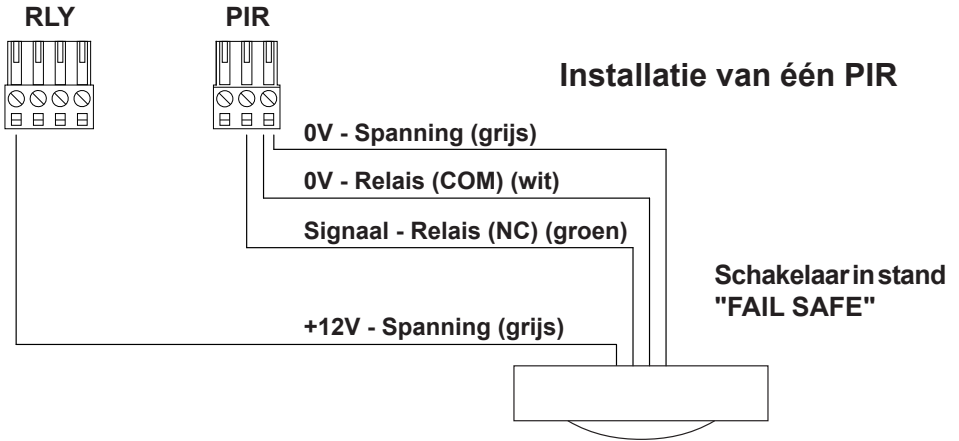 RLY
PIR
Installatie van één PIR
0V - Spanning (grijs)
0V - Relais (COM) (wit)
Signaal - Relais (NC) (groen)
Schakelaar in stand
"FAIL SAFE"
+12V - Spanning (grijs)